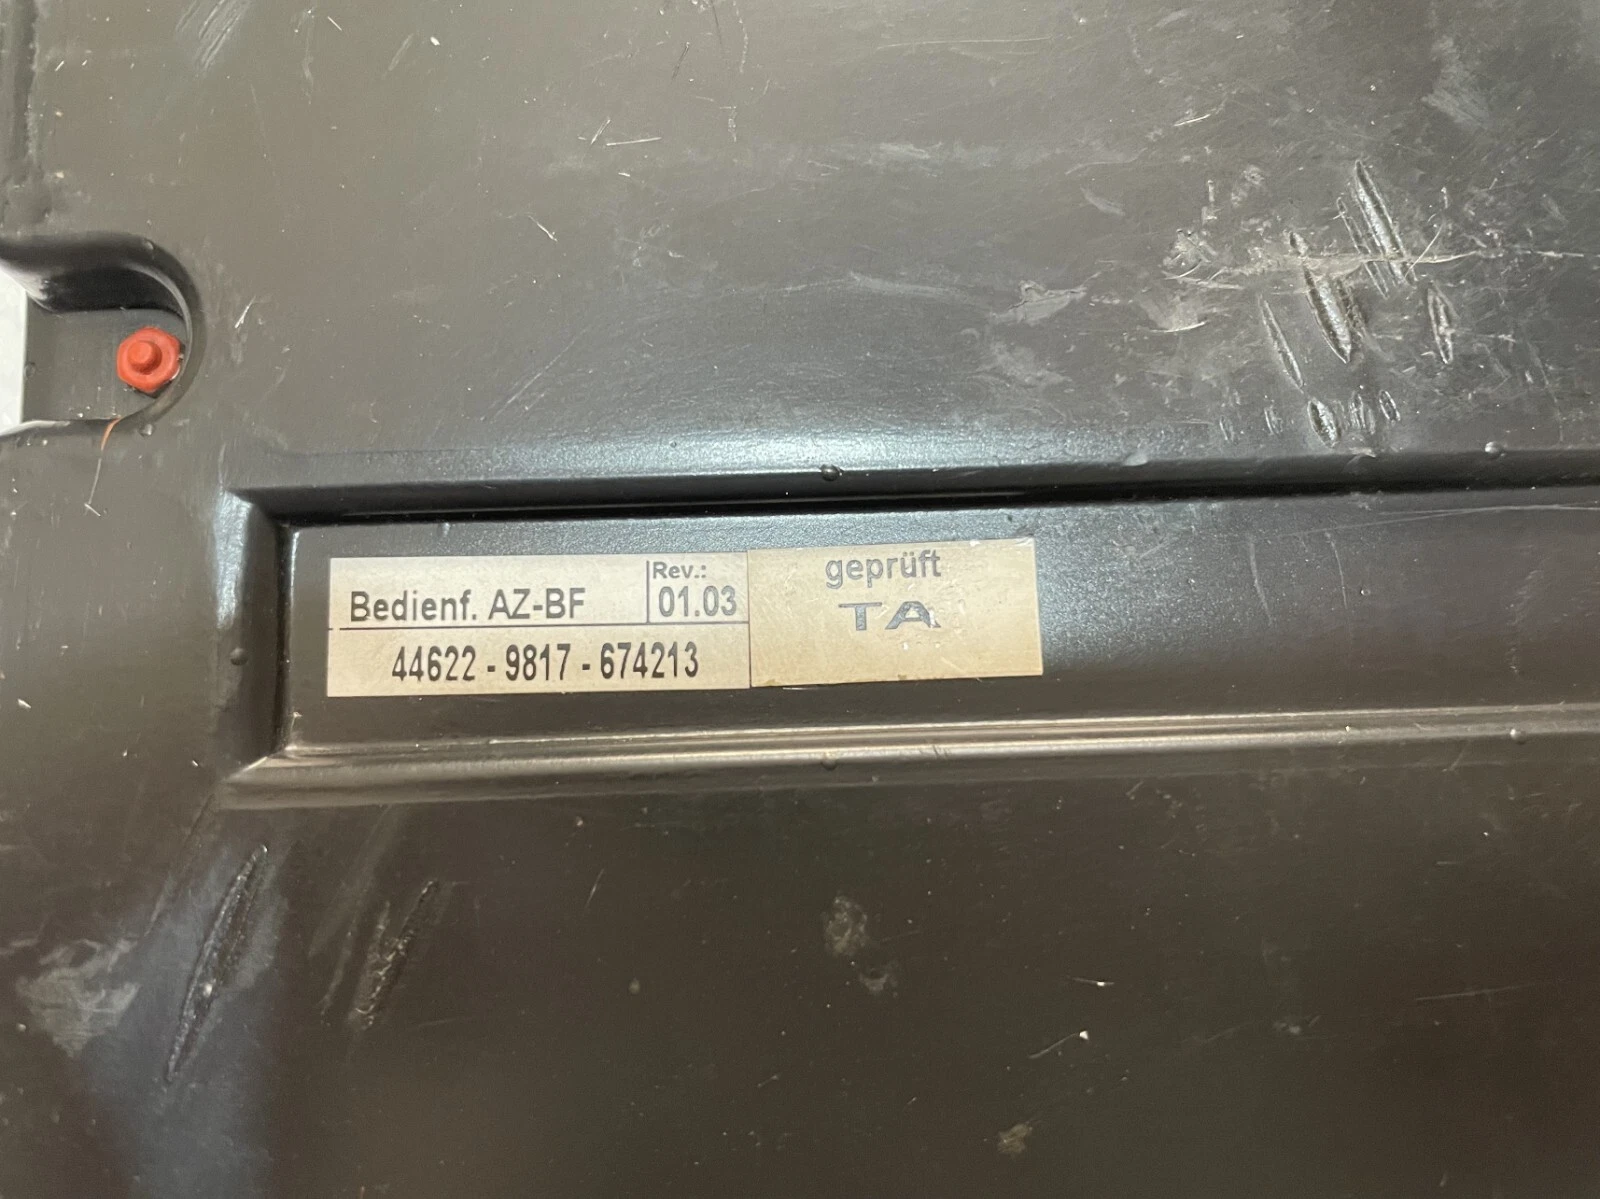 Bedienf. AZ-BF
Rev.:
01.03
44622 - 9817 - 674213
geprüft
TA